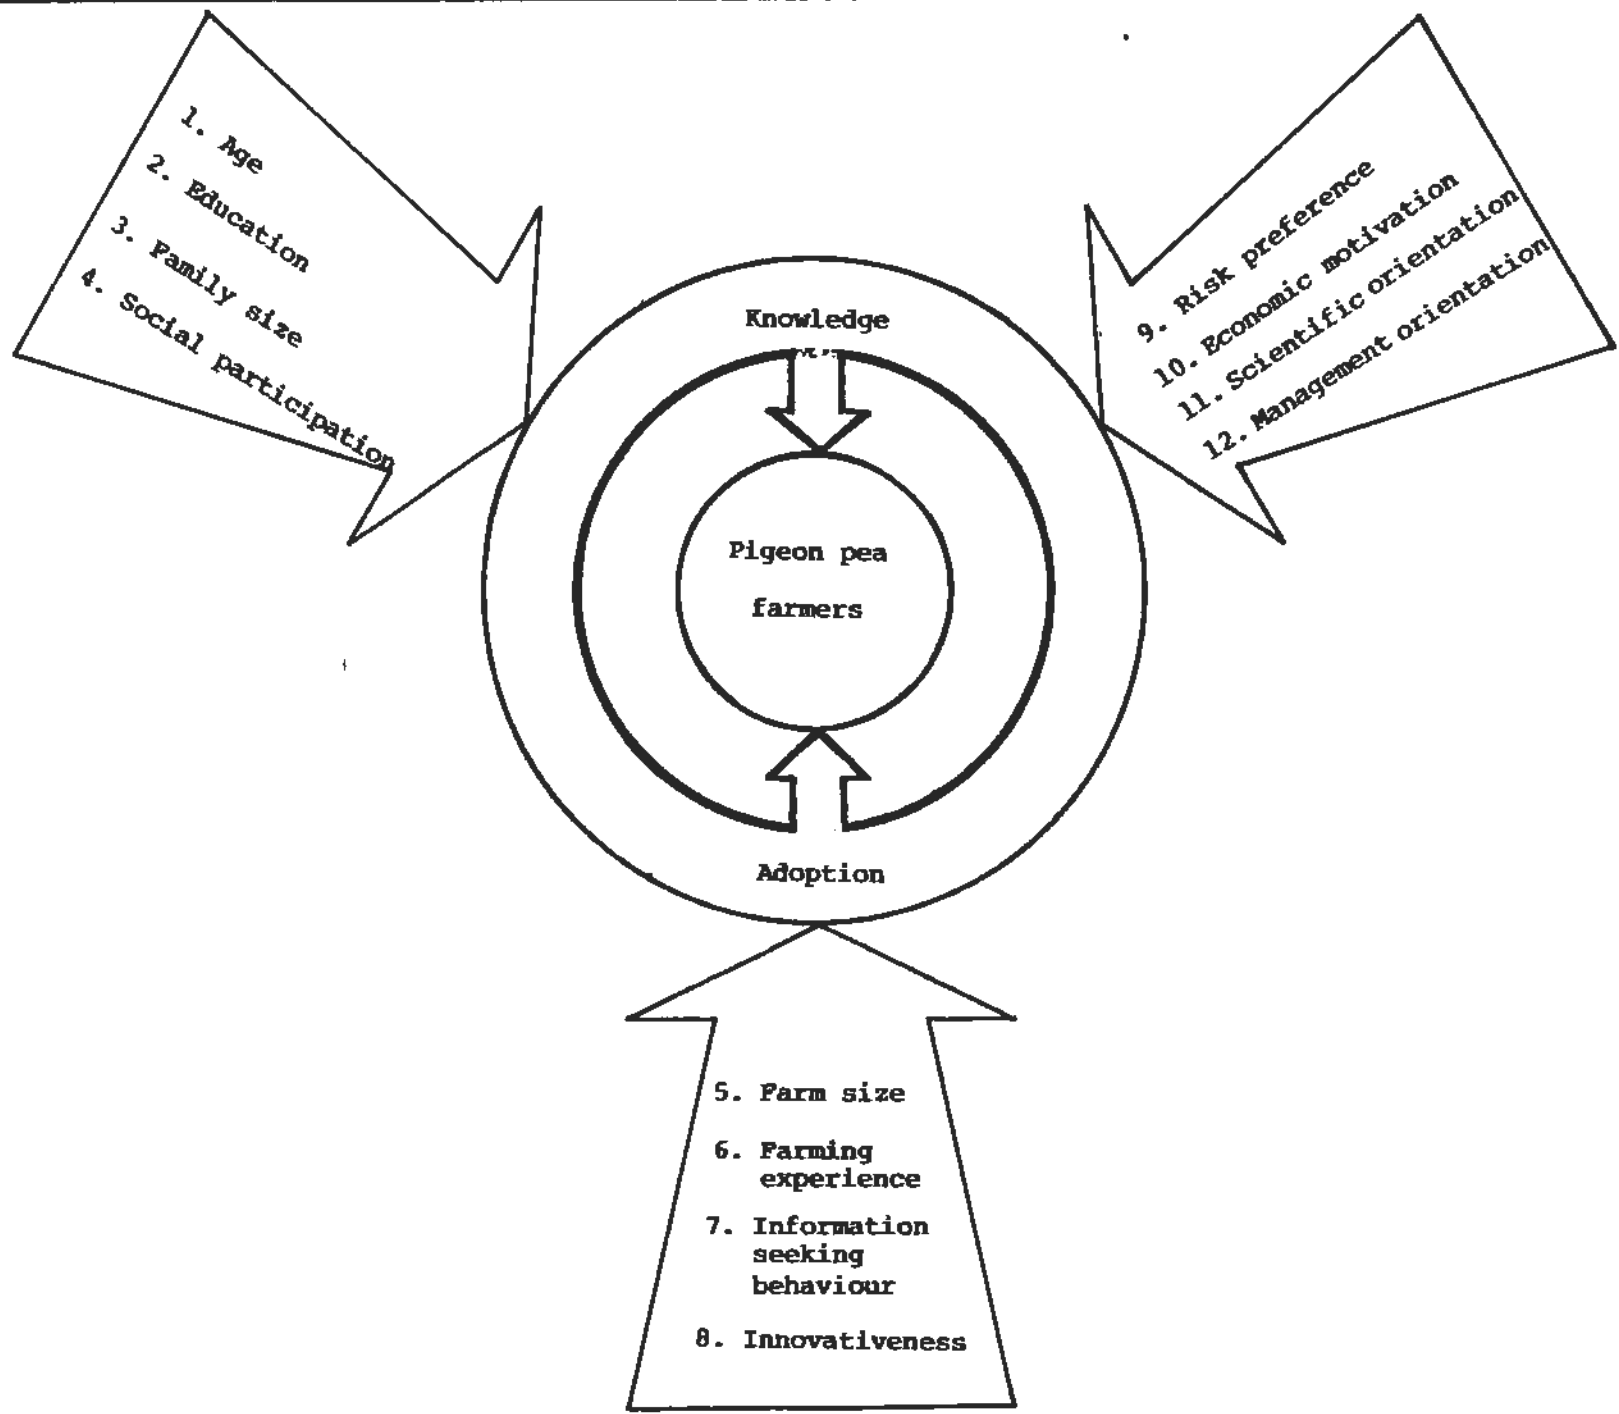 1. Age
2. Education
3. Family size
4. Social participation
9. Risk preference
10. Economic motivation
11. Scientific orientation
12. Management orientation
Knowledge
Pigeon pea
farmers
Adoption
5. Farm size
6. Farming
experience
7. Information
seeking
behaviour
8. Innovativeness